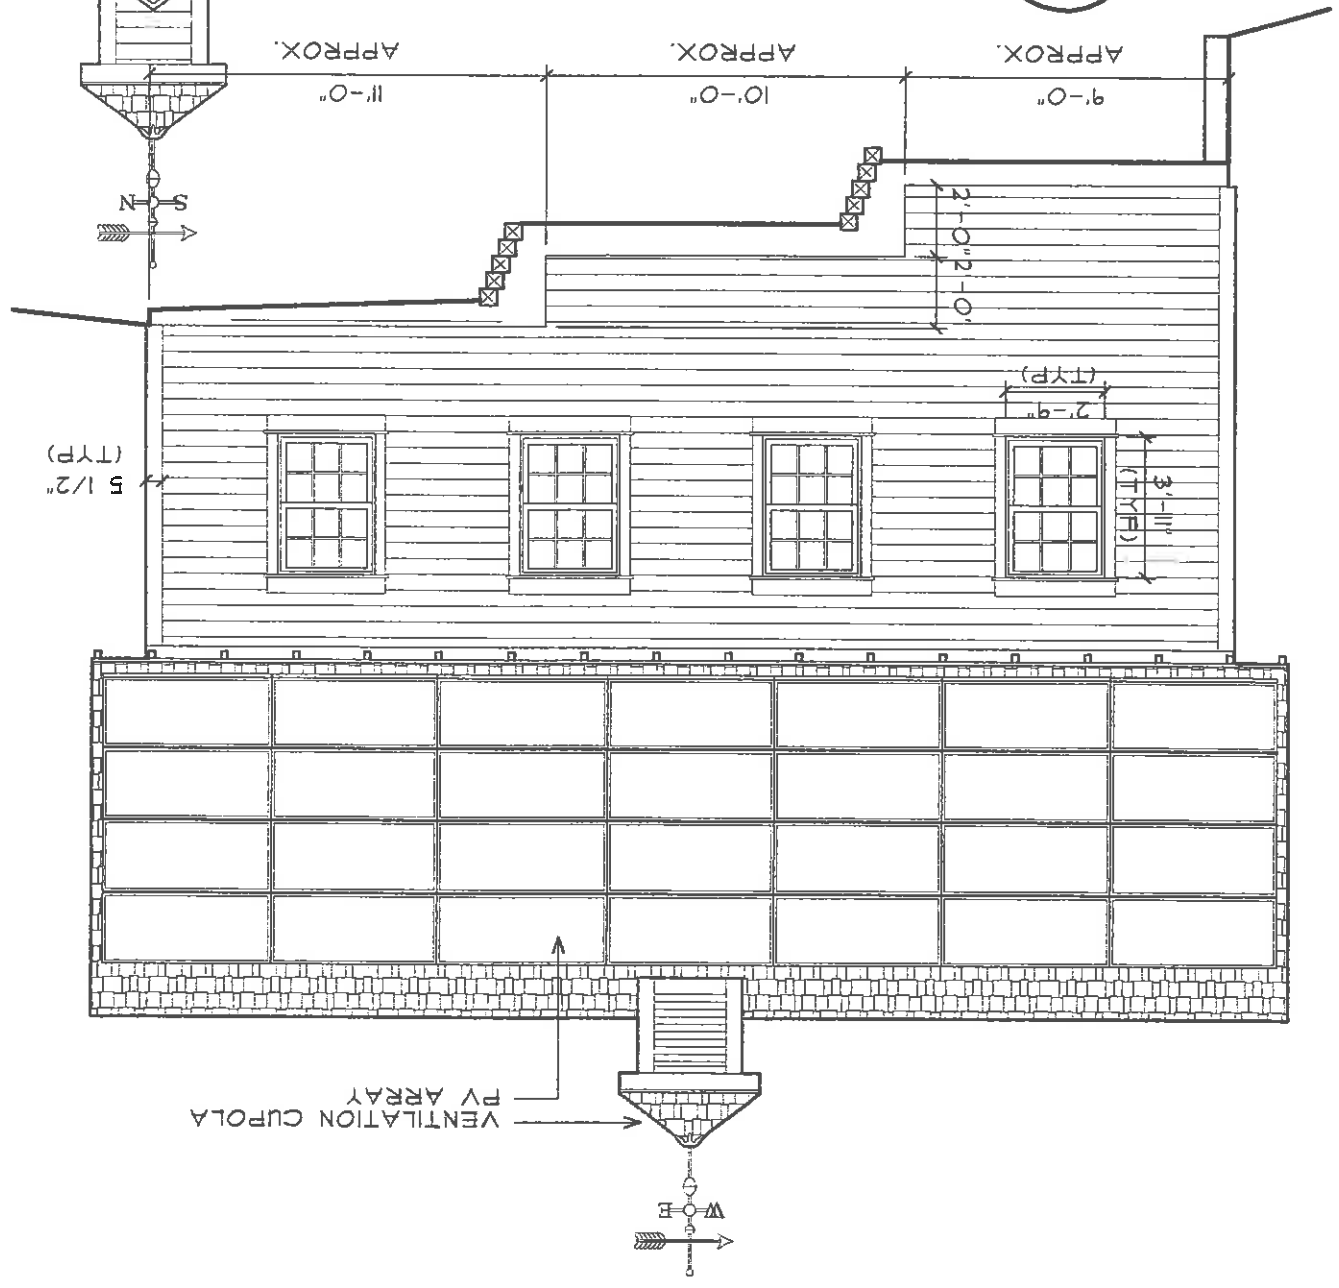 W E
VENTILATION CUPOLA
PV ARRAY
3'-11"
(TYP)
5 1/2"
(TYP)
2'-9"
(TYP)
2'-0"
2'-0"
S N
9'-0"
APPROX.
10'-0"
APPROX.
11'-0"
APPROX.